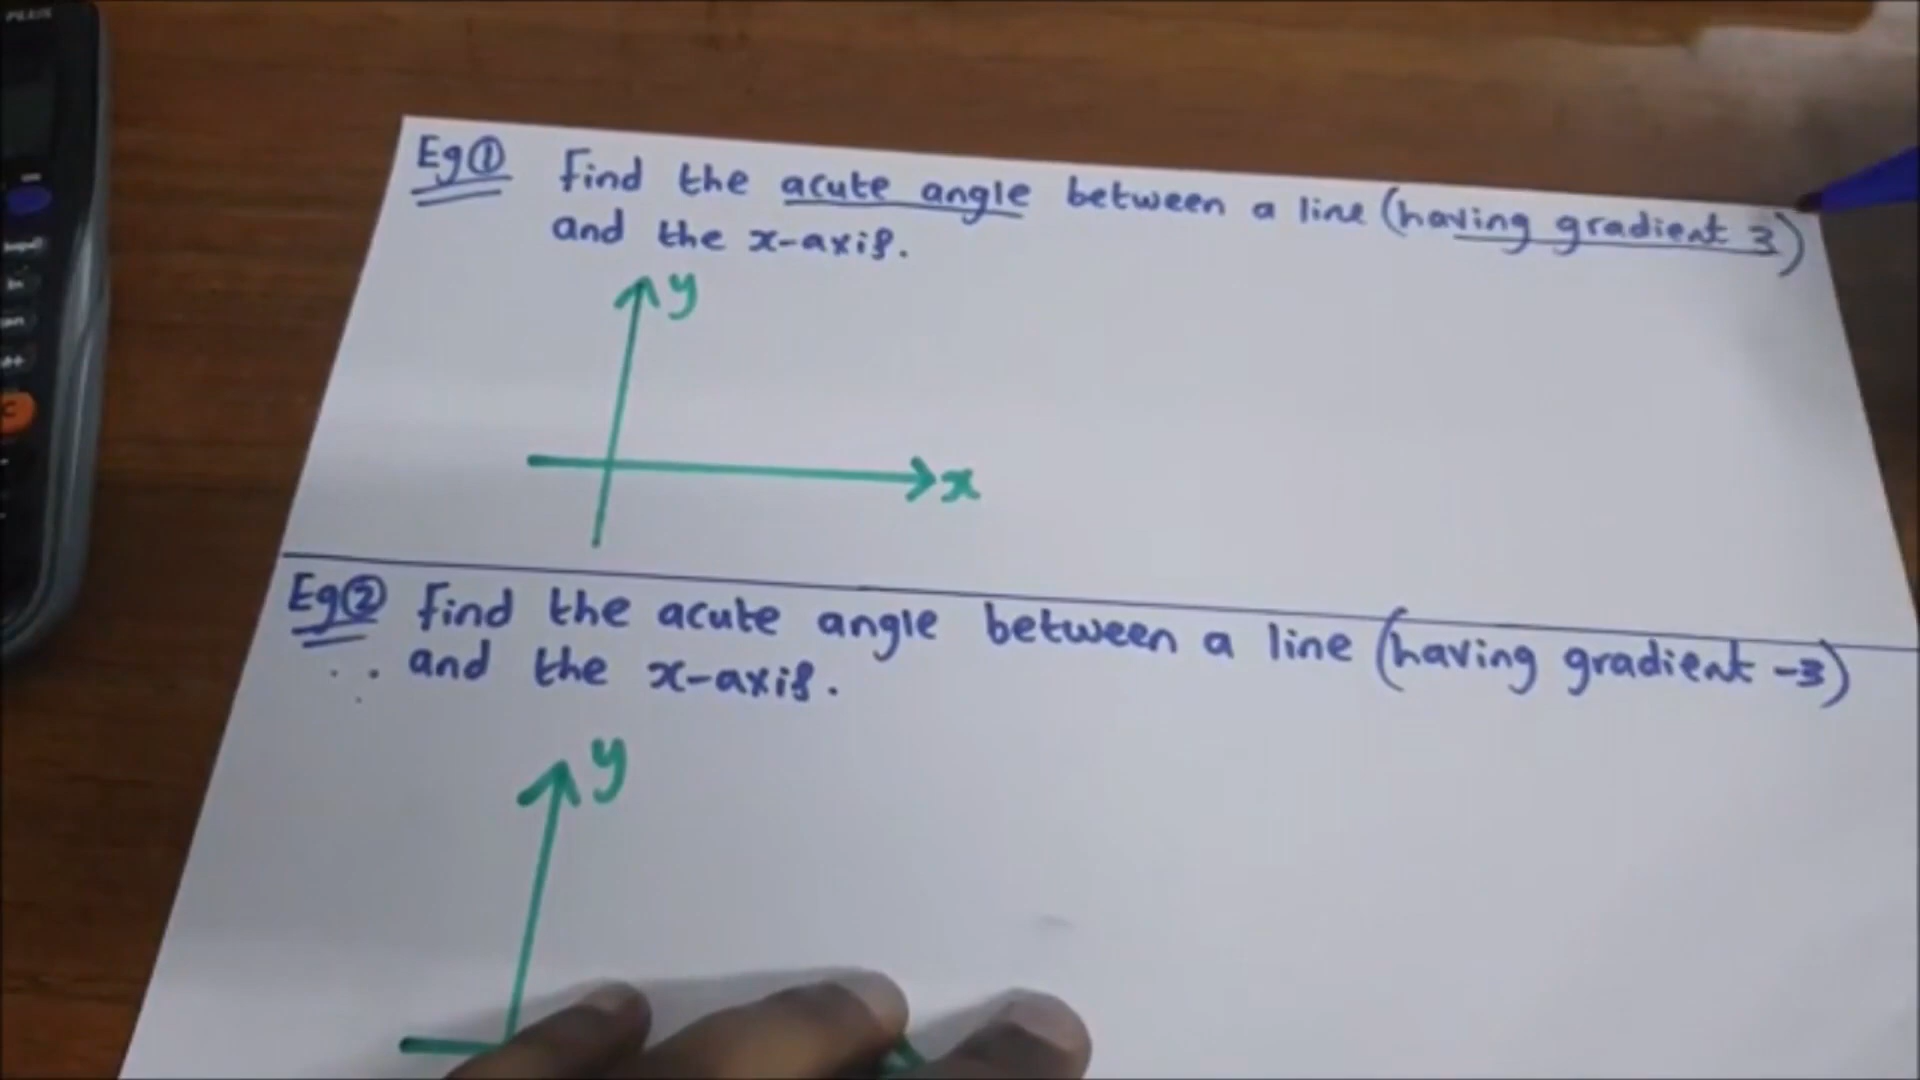 PLUS
Eg① Find the acute angle between a line (having gradient 3)
and the x-axis.
y
x
Eg② Find the acute angle between a line (having gradient -3)
and the x-axis.
y